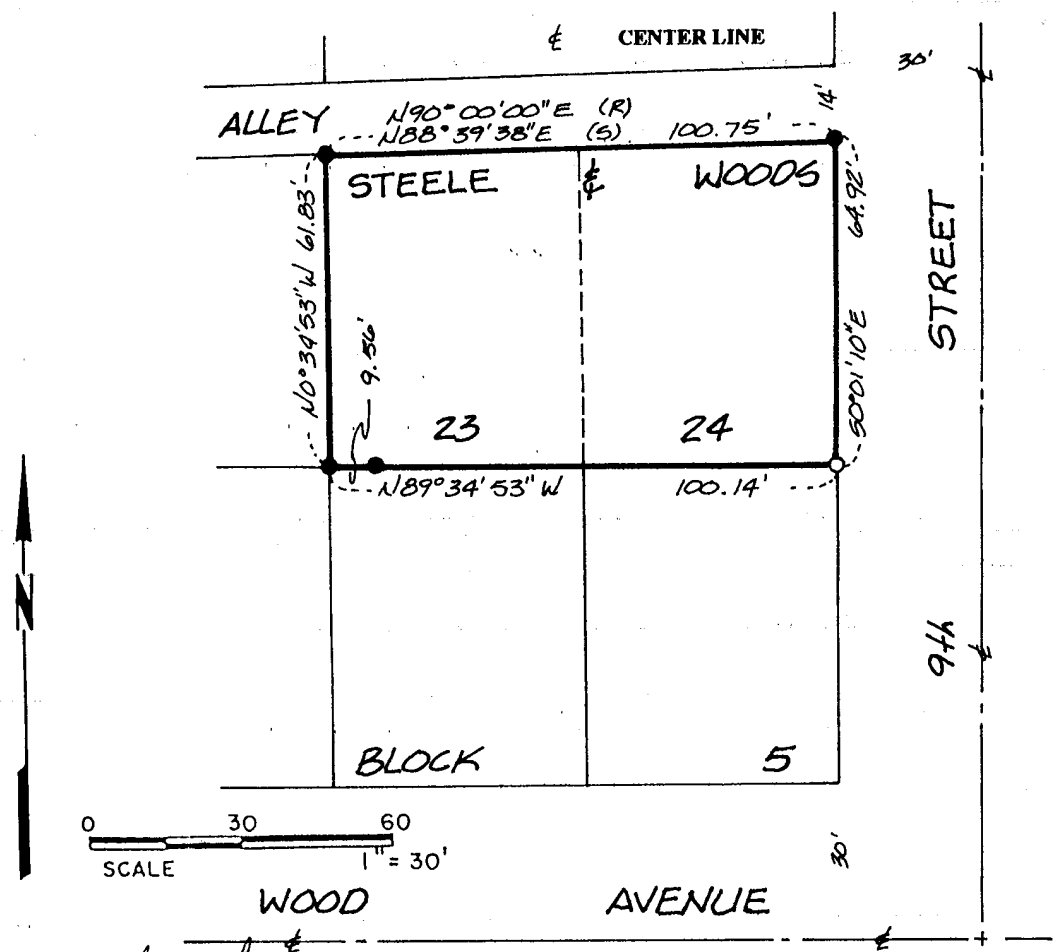 ℄ CENTER LINE
30'
14'
ALLEY
N90°00'00"E (R)
N88°39'38"E (S) 100.75'
STEELE
WOODS
℄
N0°34'53"W 61.83'
64.92'
S0°01'10"E
STREET
9.56'
23
24
N89°34'53"W
100.14'
N
9th
℄
℄
BLOCK
5
0 30 60
SCALE
1" = 30'
30'
WOOD
AVENUE
℄
℄